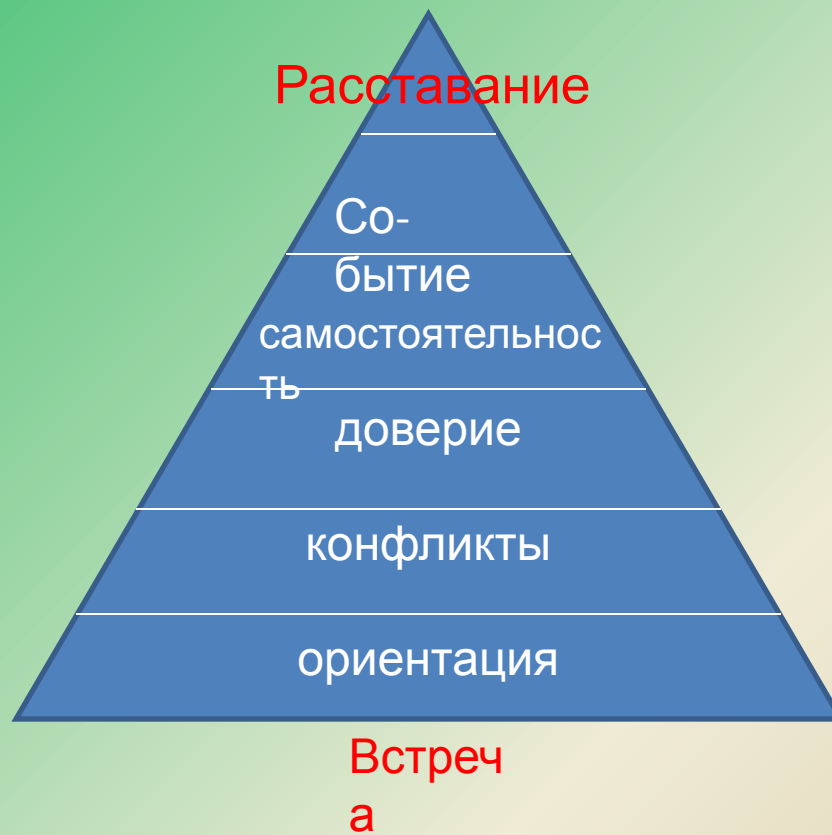 Расставание
Со-
бытие
самостоятельнос
ть
доверие
конфликты
ориентация
Встреч
а